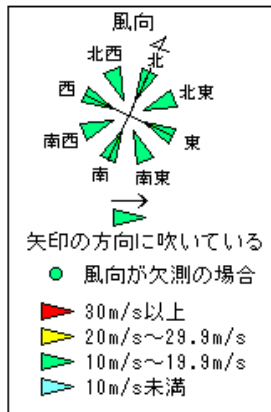 風向
北西 北
西 北東
南西 東
南 南東
矢印の方向に吹いている
風向が欠測の場合
30m/s以上
20m/s～29.9m/s
10m/s～19.9m/s
10m/s未満